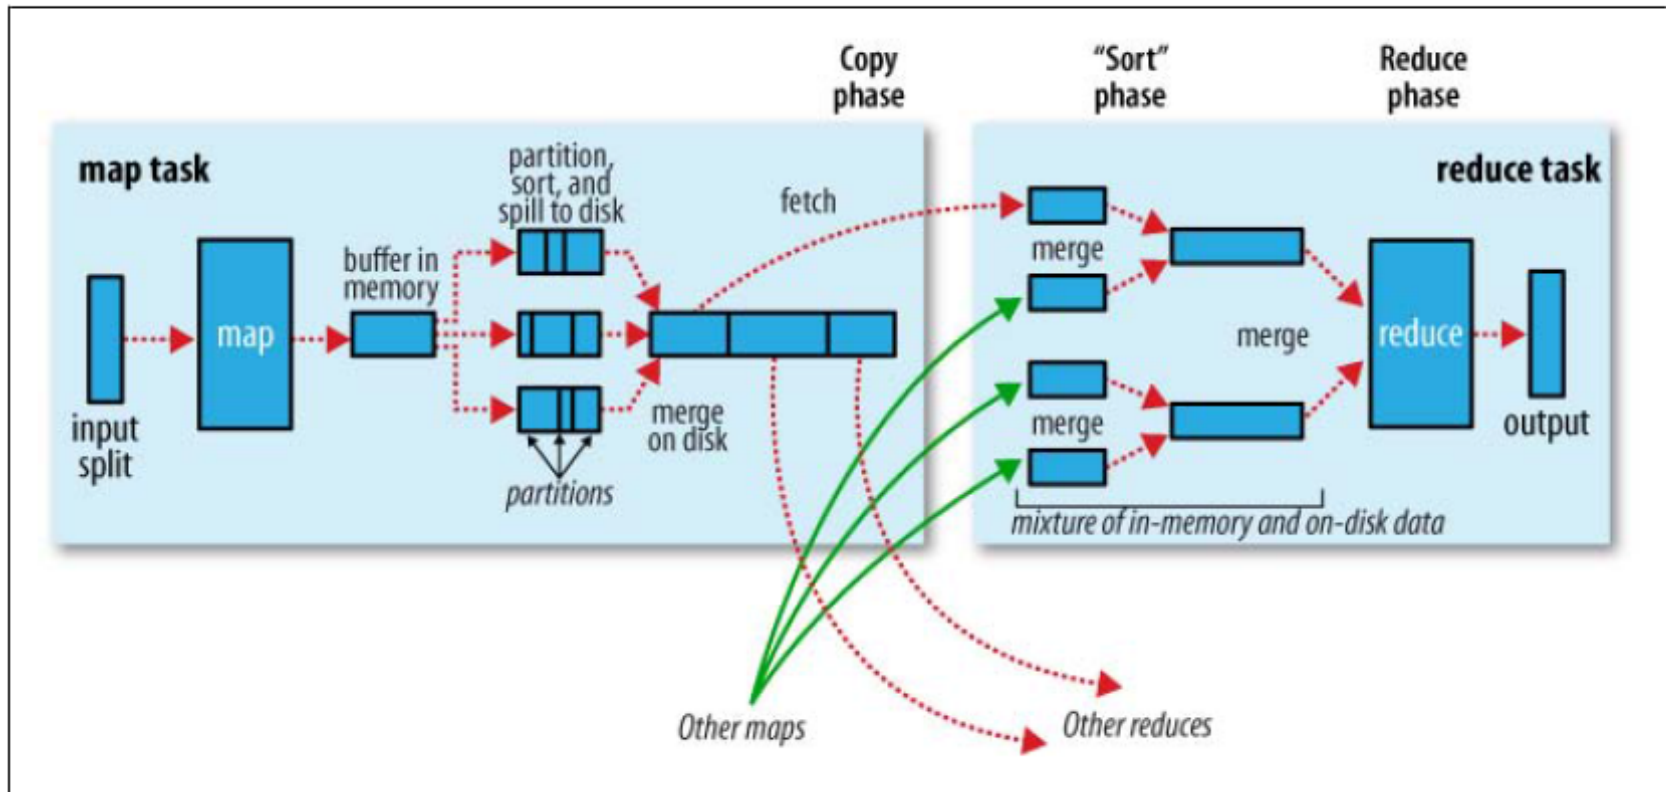 Copy
phase
“Sort”
phase
Reduce
phase
map task
partition,
sort, and
spill to disk
fetch
reduce task
buffer in
memory
merge
map
merge
reduce
input
split
merge
on disk
merge
output
partitions
mixture of in-memory and on-disk data
Other maps
Other reduces